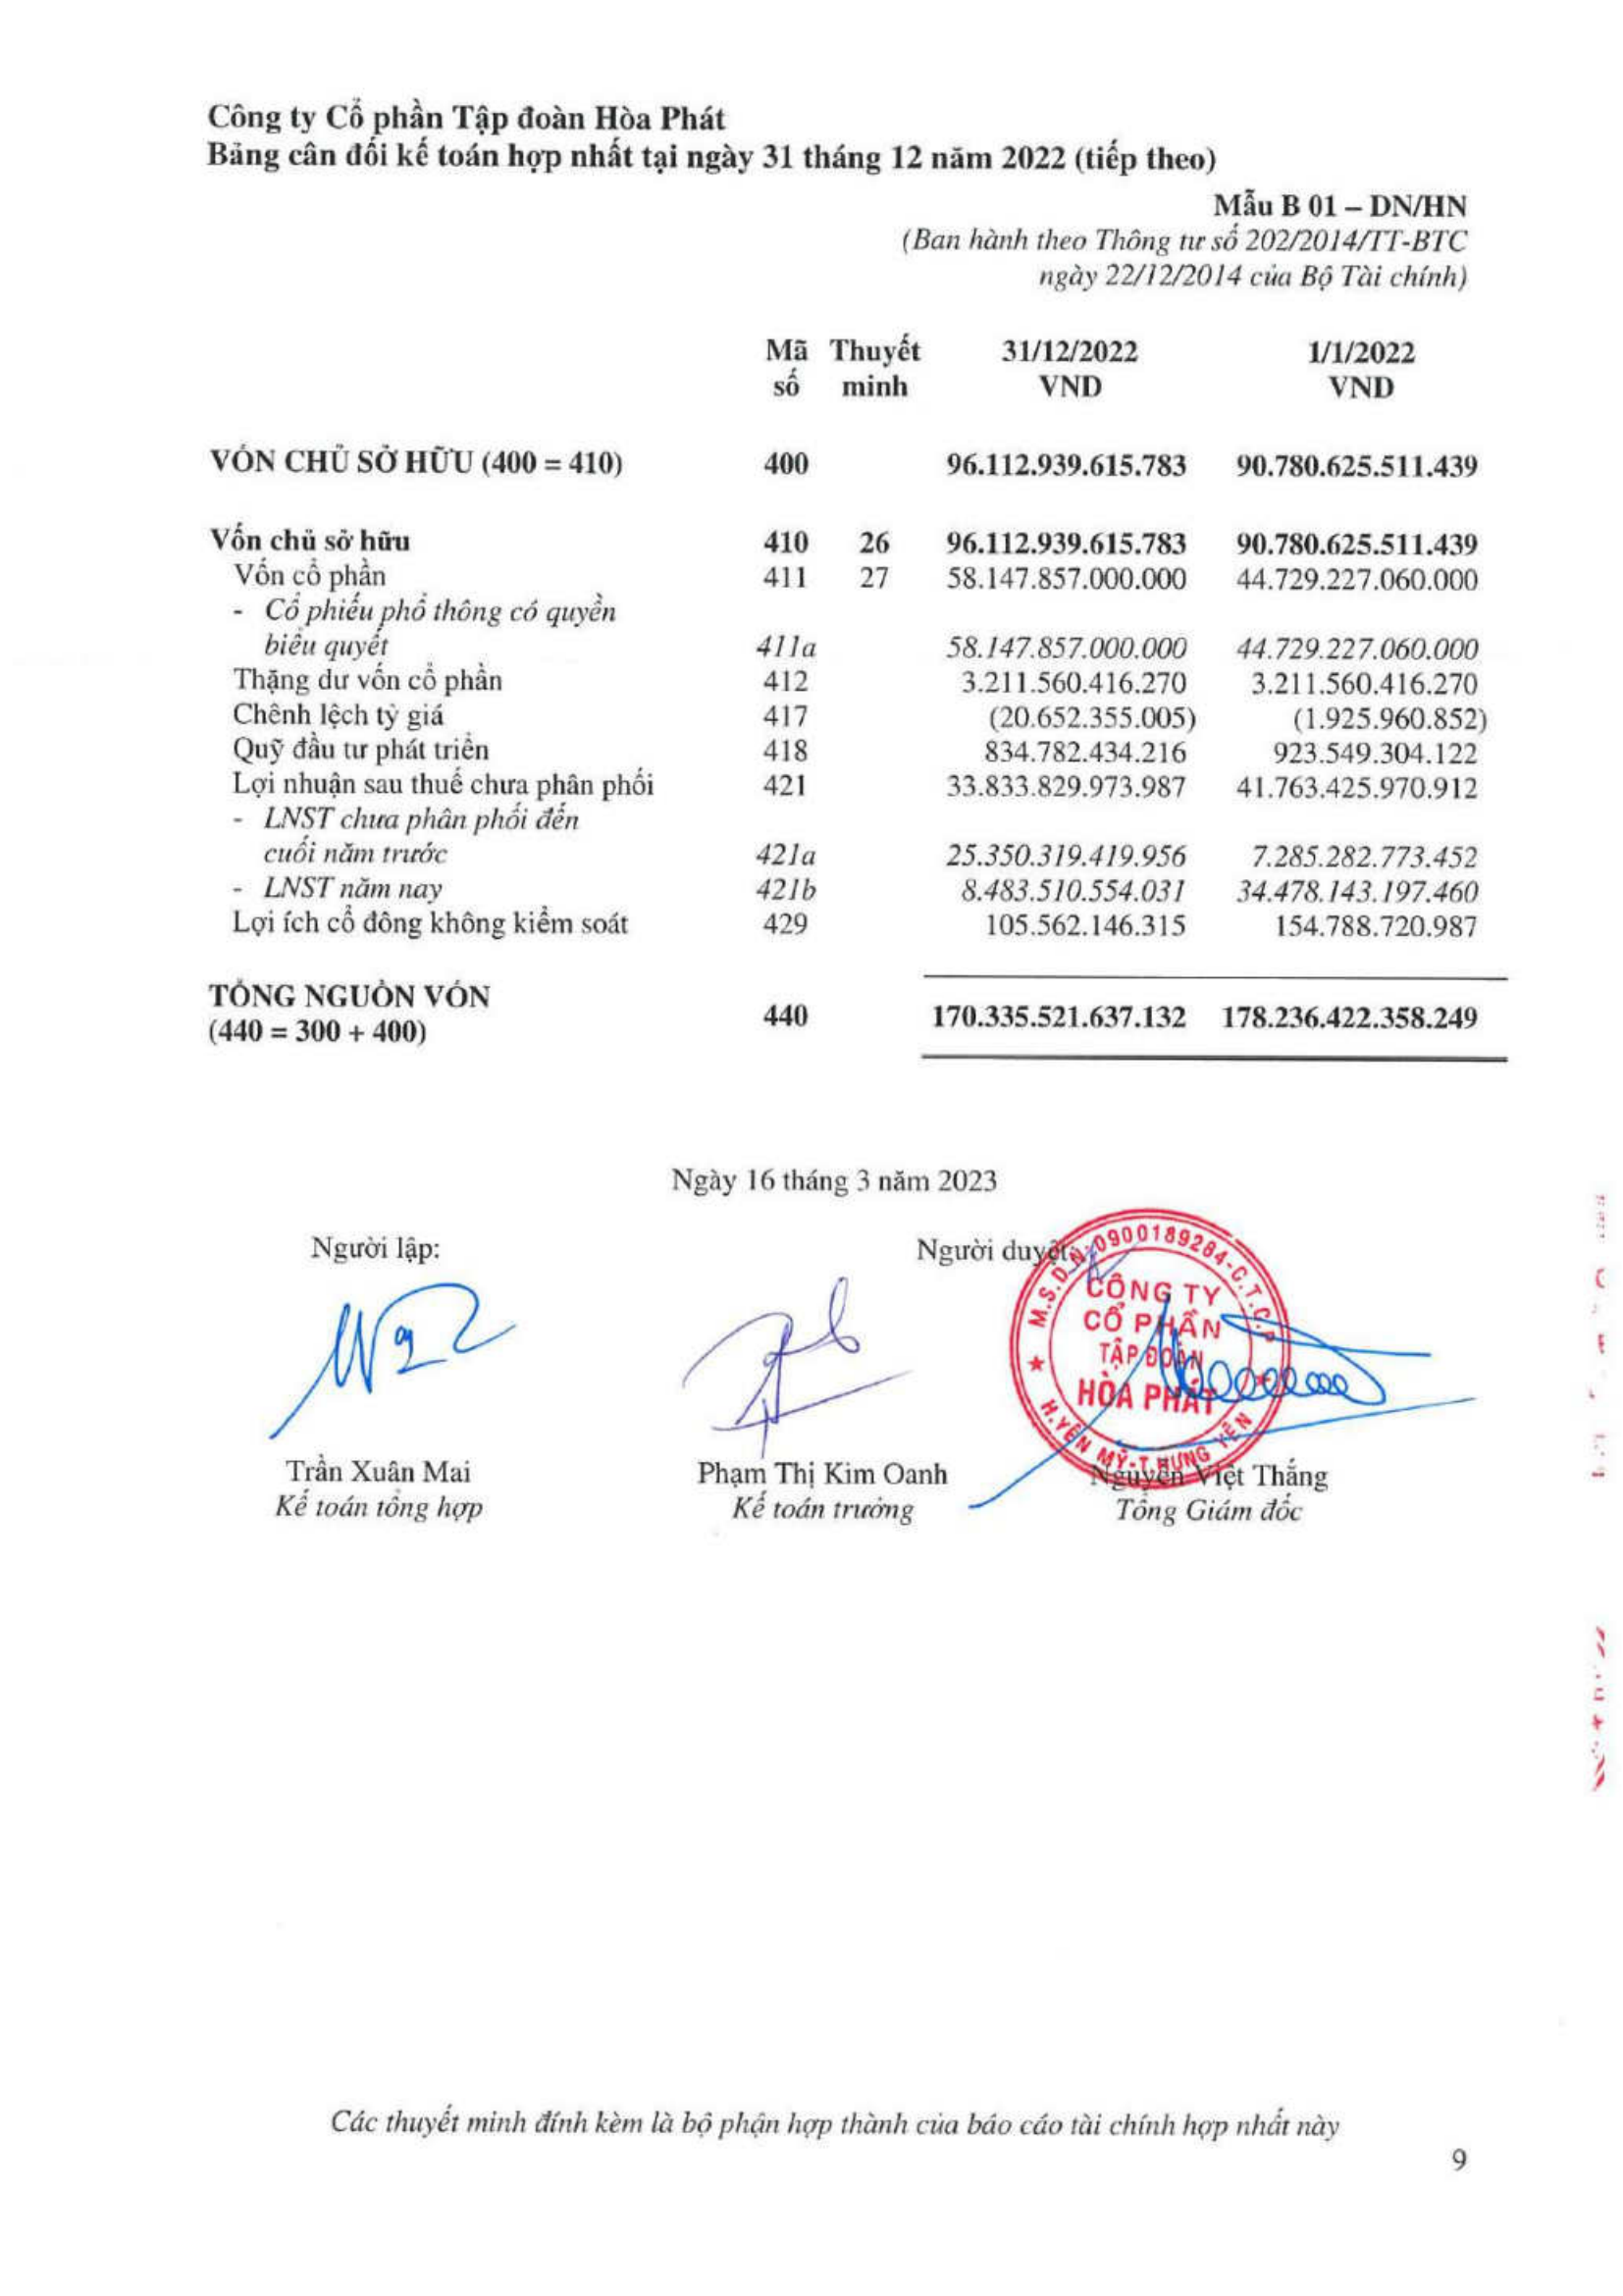 Công ty Cổ phần Tập đoàn Hòa Phát
Bảng cân đối kế toán hợp nhất tại ngày 31 tháng 12 năm 2022 (tiếp theo)
Mẫu B 01 – DN/HN
(Ban hành theo Thông tư số 202/2014/TT-BTC
ngày 22/12/2014 của Bộ Tài chính)
Mã Thuyết 31/12/2022 1/1/2022
số minh VND VND
VỐN CHỦ SỞ HỮU (400 = 410) 400 96.112.939.615.783 90.780.625.511.439
Vốn chủ sở hữu 410 26 96.112.939.615.783 90.780.625.511.439
Vốn cổ phần 411 27 58.147.857.000.000 44.729.227.060.000
- Cổ phiếu phổ thông có quyền
biểu quyết 411a 58.147.857.000.000 44.729.227.060.000
Thặng dư vốn cổ phần 412 3.211.560.416.270 3.211.560.416.270
Chênh lệch tỷ giá 417 (20.652.355.005) (1.925.960.852)
Quỹ đầu tư phát triển 418 834.782.434.216 923.549.304.122
Lợi nhuận sau thuế chưa phân phối 421 33.833.829.973.987 41.763.425.970.912
- LNST chưa phân phối đến
cuối năm trước 421a 25.350.319.419.956 7.285.282.773.452
- LNST năm nay 421b 8.483.510.554.031 34.478.143.197.460
Lợi ích cổ đông không kiểm soát 429 105.562.146.315 154.788.720.987
TỔNG NGUỒN VỐN
(440 = 300 + 400) 440 170.335.521.637.132 178.236.422.358.249
Ngày 16 tháng 3 năm 2023
Người lập: Người duyệt:
M.S.D.N:0900189284-C.T.C.P
CÔNG TY
CỔ PHẦN
TẬP ĐOÀN
HÒA PHÁT
H.YÊN MỸ-T.HƯNG YÊN
Trần Xuân Mai Phạm Thị Kim Oanh Nguyễn Việt Thắng
Kế toán tổng hợp Kế toán trưởng Tổng Giám đốc
Các thuyết minh đính kèm là bộ phận hợp thành của báo cáo tài chính hợp nhất này
9